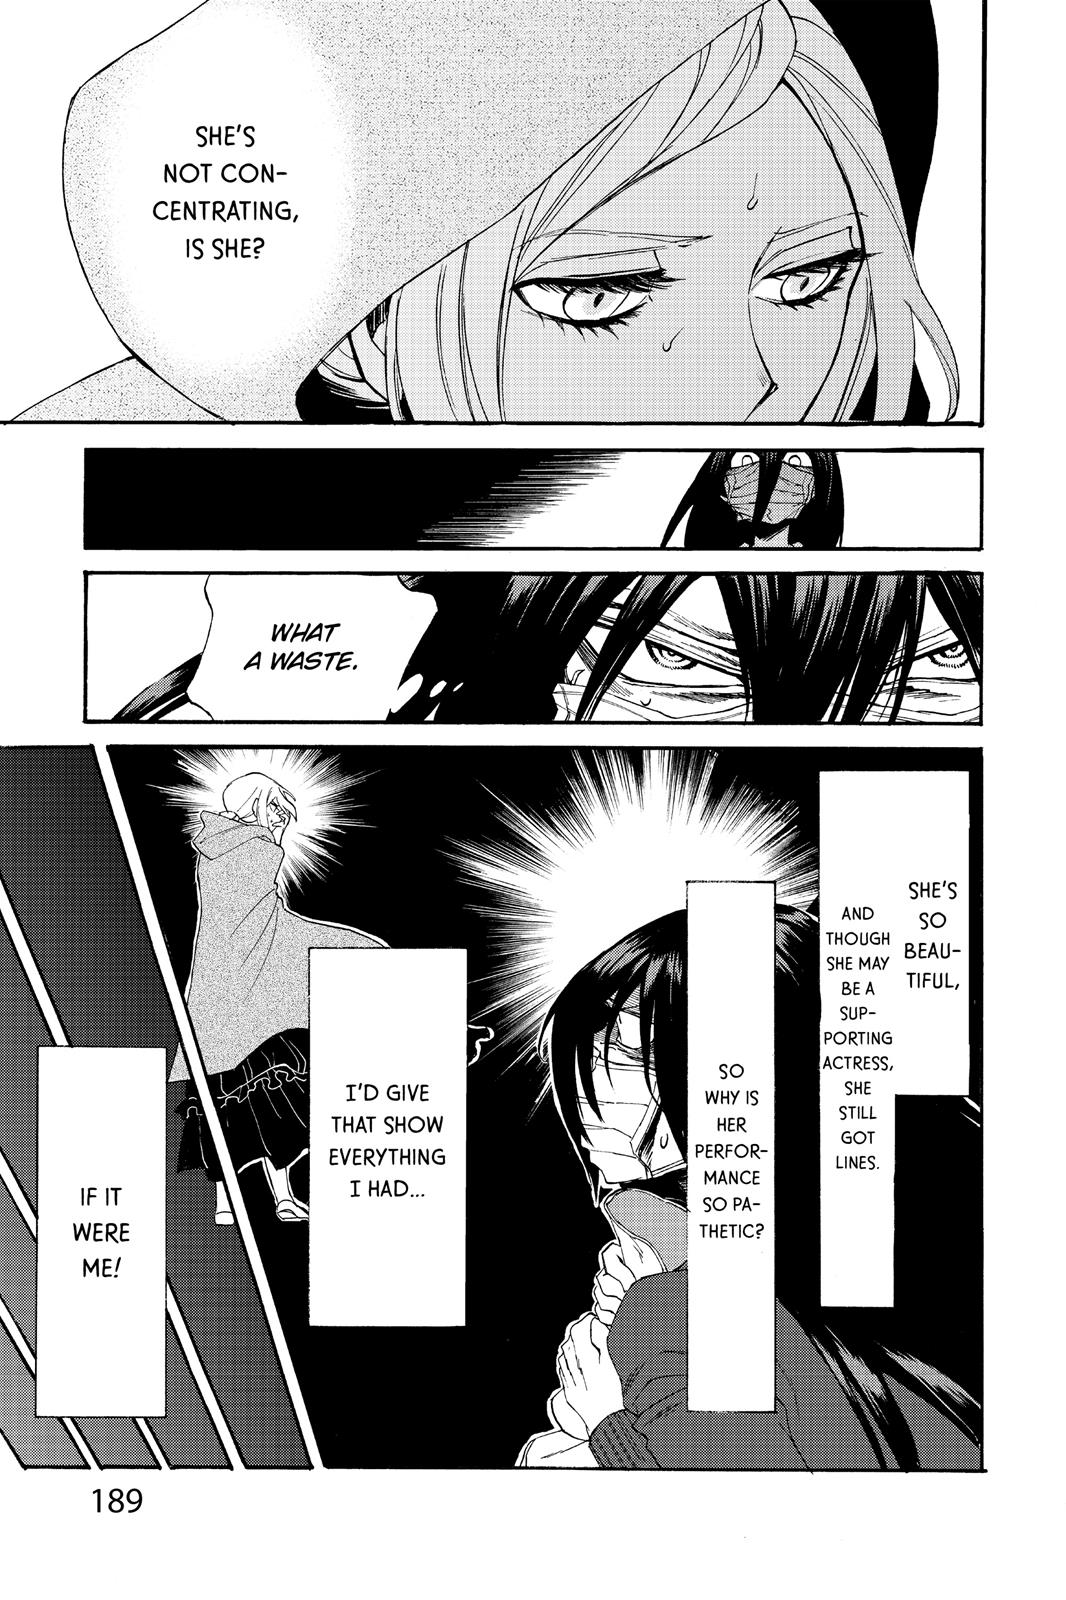 SHE'S
NOT CON-
CENTRATING,
IS SHE?
WHAT
A WASTE.
SHE'S
SO
BEAU-
TIFUL,
AND
THOUGH
SHE MAY
BE A
SUP-
PORTING
ACTRESS,
SHE
STILL
GOT
LINES.
SO
WHY IS
HER
PERFOR-
MANCE
SO PA-
THETIC?
I'D GIVE
THAT SHOW
EVERYTHING
I HAD...
IF IT
WERE
ME!
189